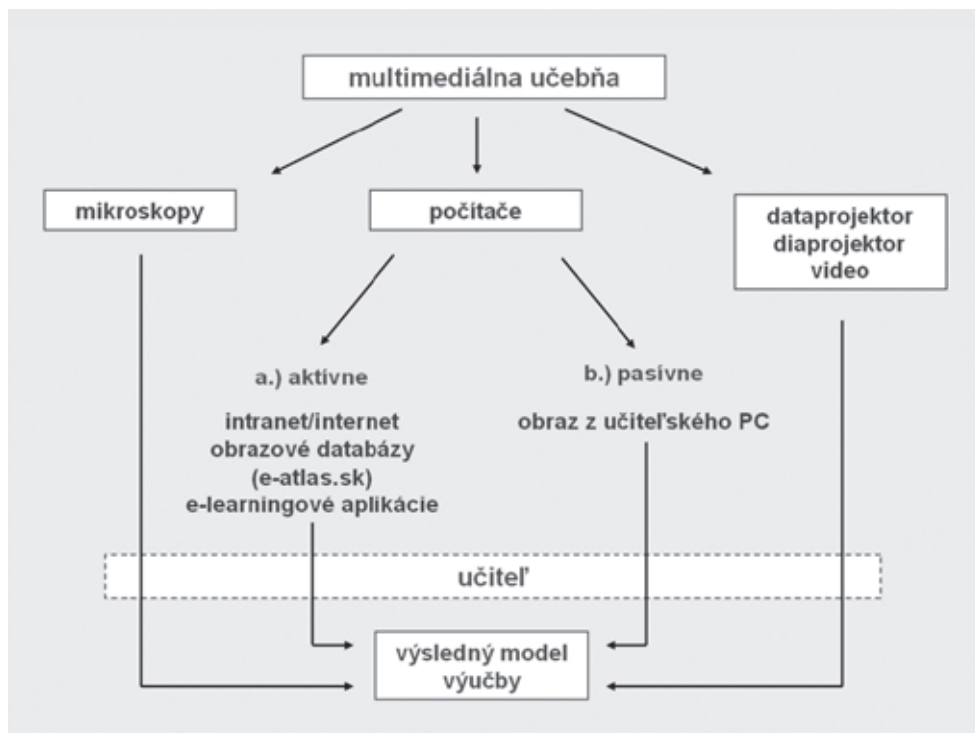 multimediálna učebňa
mikroskopy
počítače
dataprojektor
diaprojektor
video
a.) aktívne
intranet/internet
obrazové databázy
(e-atlas.sk)
e-learningové aplikácie
b.) pasívne
obraz z učiteľského PC
učiteľ
výsledný model
výučby